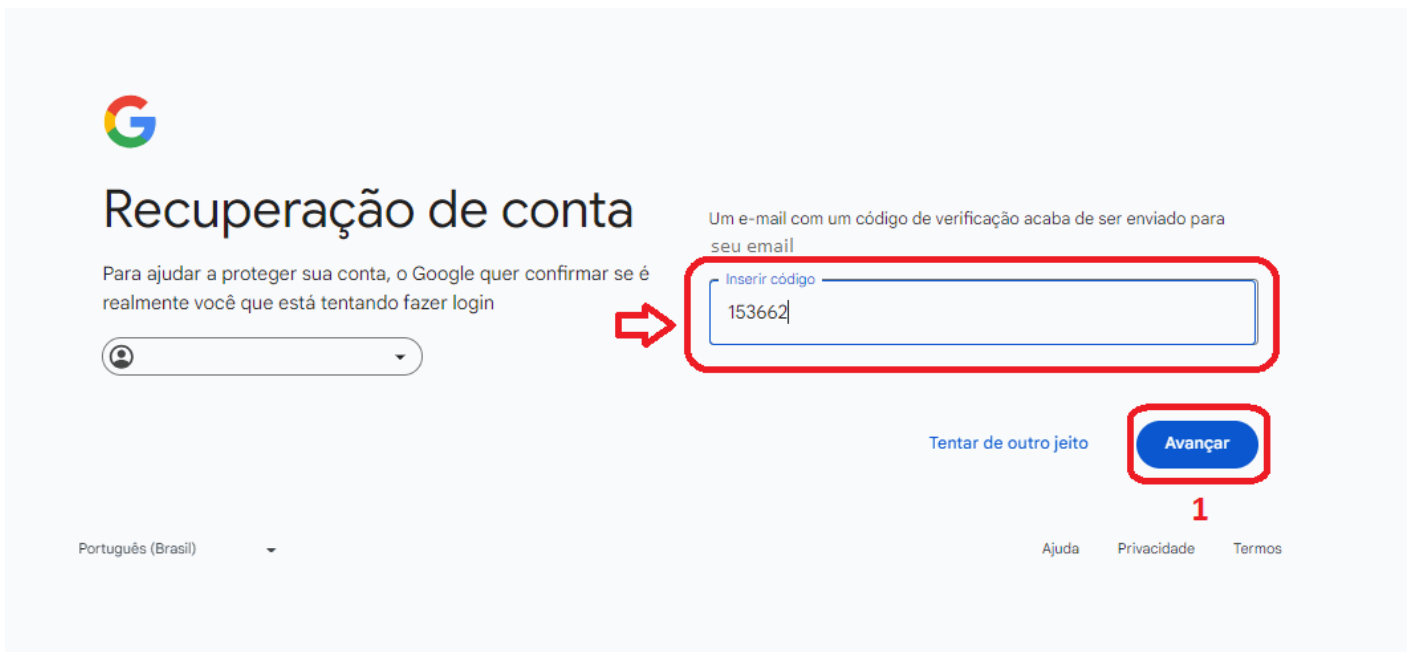 Recuperação de conta
Para ajudar a proteger sua conta, o Google quer confirmar se é
realmente você que está tentando fazer login
Um e-mail com um código de verificação acaba de ser enviado para
seu email
Inserir código
153662
Tentar de outro jeito
Avançar
1
Português (Brasil)
Ajuda Privacidade Termos